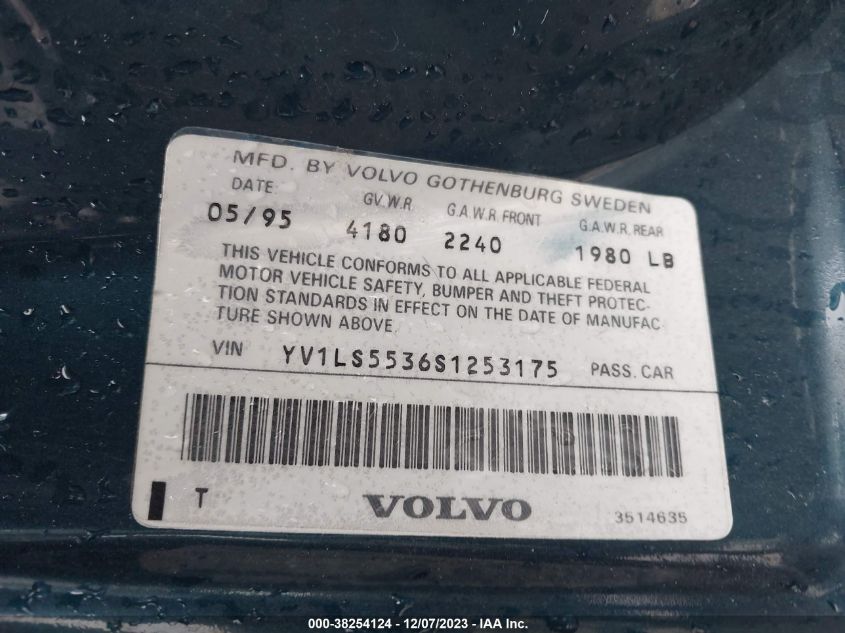 MFD. BY VOLVO GOTHENBURG SWEDEN
DATE: G.V.W.R G.A.W.R. FRONT G.A.W.R. REAR
05/95 4180 2240 1980 LB
THIS VEHICLE CONFORMS TO ALL APPLICABLE FEDERAL
MOTOR VEHICLE SAFETY, BUMPER AND THEFT PROTEC-
TION STANDARDS IN EFFECT ON THE DATE OF MANUFAC
TURE SHOWN ABOVE.
VIN YV1LS5536S1253175 PASS. CAR
T VOLVO 3514635
000-38254124 - 12/07/2023 - IAA Inc.